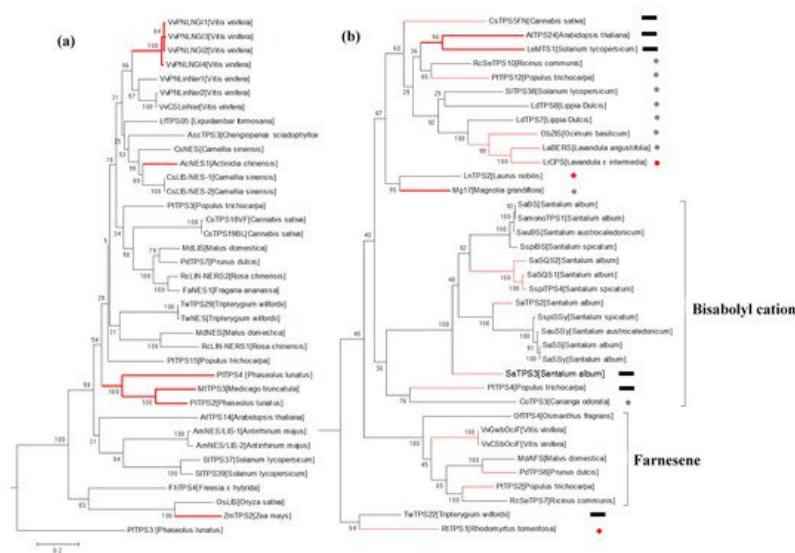 (a)
VvPNLNGl1[Vitis vinifera]
VvPNLNGl3[Vitis vinifera]
VvPNLNGl2[Vitis vinifera]
VvPNLNGl4[Vitis vinifera]
VvPNLinNer1[Vitis vinifera]
VvPNLinNer2[Vitis vinifera]
VvCSLinNer[Vitis vinifera]
LfTPS05 [Liquidambar formosana]
AscTPS3[Chengiopanax sciadophyllox
CsNES[Camellia sinensis]
AcNES1[Actinidia chinensis]
CsLIS/NES-1[Camellia sinensis]
CsLIS/NES-2[Camellia sinensis]
PtTPS3[Populus trichocarpa]
CsTPS18VF[Cannabis sativa]
CsTPS19BL[Cannabis sativa]
MdLIS[Malus domestica]
PdTPS7[Prunus dulcis]
RcLIN-NERS2[Rosa chinensis]
FaNES1[Fragaria ananassa]
TwTPS29[Tripterygium wilfordii]
TwNES[Tripterygium wilfordii]
MdNES[Malus domestica]
RcLIN-NERS1[Rosa chinensis]
PtTPS15[Populus trichocarpa]
PlTPS4 [Phaseolus lunatus]
MtTPS3[Medicago truncatula]
PlTPS2[Phaseolus lunatus]
AtTPS14[Arabidopsis thaliana]
AmNES/LIS-1[Antirrhinum majus]
AmNES/LIS-2[Antirrhinum majus]
SlTPS37[Solanum lycopersicum]
SlTPS39[Solanum lycopersicum]
FhTPS4[Freesia x hybrida]
OsLIS[Oryza sativa]
ZmTPS2[Zea mays]
PlTPS3 [Phaseolus lunatus]
0.2
(b)
CsTPS5FN[Cannabis sativa]
AtTPS24[Arabidopsis thaliana]
LeMTS1[Solanum lycopersicum]
RcSeTPS10[Ricinus communis]
PtTPS12[Populus trichocarpa]
SlTPS38[Solanum lycopersicum]
LdTPS8[Lippia Dulcis]
LdTPS7[Lippia Dulcis]
ObZIS[Ocimum basilicum]
LaBERS[Lavandula angustifolia]
LiCPS[Lavandula x intermedia]
LnTPS2[Laurus nobilis]
Mg17[Magnolia grandiflora]
SaBS[Santalum album]
SamonoTPS1[Santalum album]
SauBS[Santalum austrocaledonicum]
SspiBS[Santalum spicatum]
SaSQS2[Santalum album]
SaSQS1[Santalum album]
SspiTPS4[Santalum spicatum]
SaTPS2[Santalum album]
SspiSSy[Santalum spicatum]
SauSSy[Santalum austrocaledonicum]
SaSS[Santalum album]
SaSSy[Santalum album]
SaTPS3[Santalum album]
PtTPS4[Populus trichocarpa]
CoTPS3[Cananga odorata]
Bisabolyl cation
OfTPS4[Osmanthus fragrans]
VvGwbOciF[Vitis vinifera]
VvCSbOciF[Vitis vinifera]
MdAFS[Malus domestica]
PdTPS6[Prunus dulcis]
PtTPS2[Populus trichocarpa]
RcSeTPS7[Ricinus communis]
Farnesene
TwTPS22[Tripterygium wilfordii]
RtTPS1[Rhodomyrtus tomentosa]